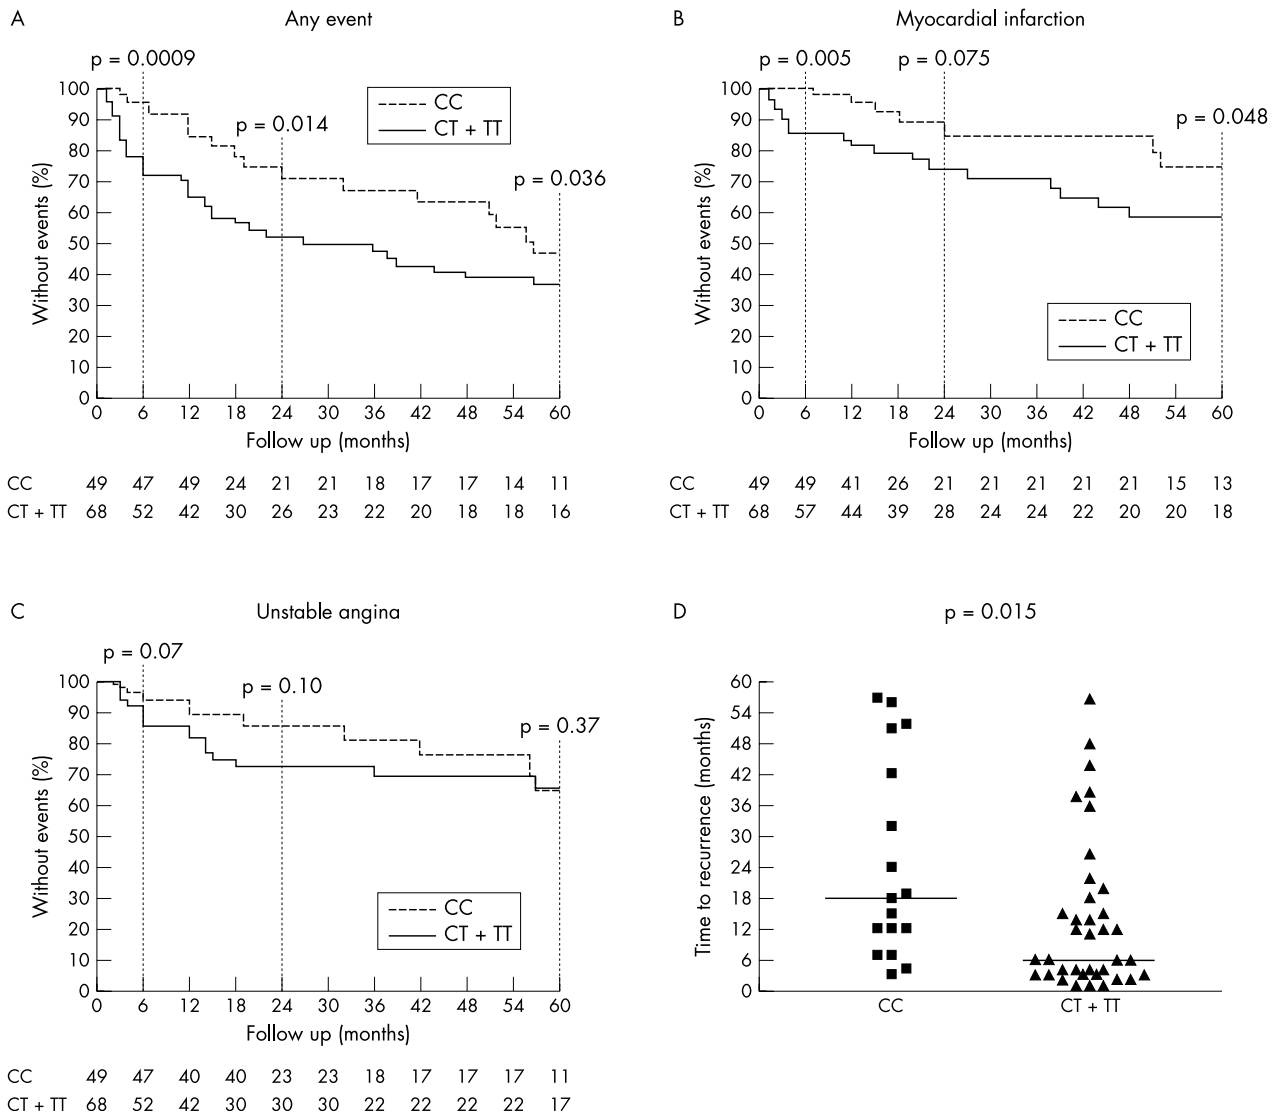 A
Any event
p = 0.0009
p = 0.014
p = 0.036
CC
CT + TT
Without events (%)
100
90
80
70
60
50
40
30
20
10
0
0 6 12 18 24 30 36 42 48 54 60
Follow up (months)
CC 49 47 49 24 21 21 18 17 17 14 11
CT + TT 68 52 42 30 26 23 22 20 18 18 16
B
Myocardial infarction
p = 0.005
p = 0.075
p = 0.048
Without events (%)
100
90
80
70
60
50
40
30
20
10
0
CC
CT + TT
0 6 12 18 24 30 36 42 48 54 60
Follow up (months)
CC 49 49 41 26 21 21 21 21 21 15 13
CT + TT 68 57 44 39 28 24 24 22 20 20 18
C
Unstable angina
p = 0.07
p = 0.10
p = 0.37
Without events (%)
100
90
80
70
60
50
40
30
20
10
0
CC
CT + TT
0 6 12 18 24 30 36 42 48 54 60
Follow up (months)
CC 49 47 40 40 23 23 18 17 17 17 11
CT + TT 68 52 42 30 30 30 22 22 22 22 17
D
p = 0.015
Time to recurrence (months)
60
54
48
42
36
30
24
18
12
6
0
CC CT + TT